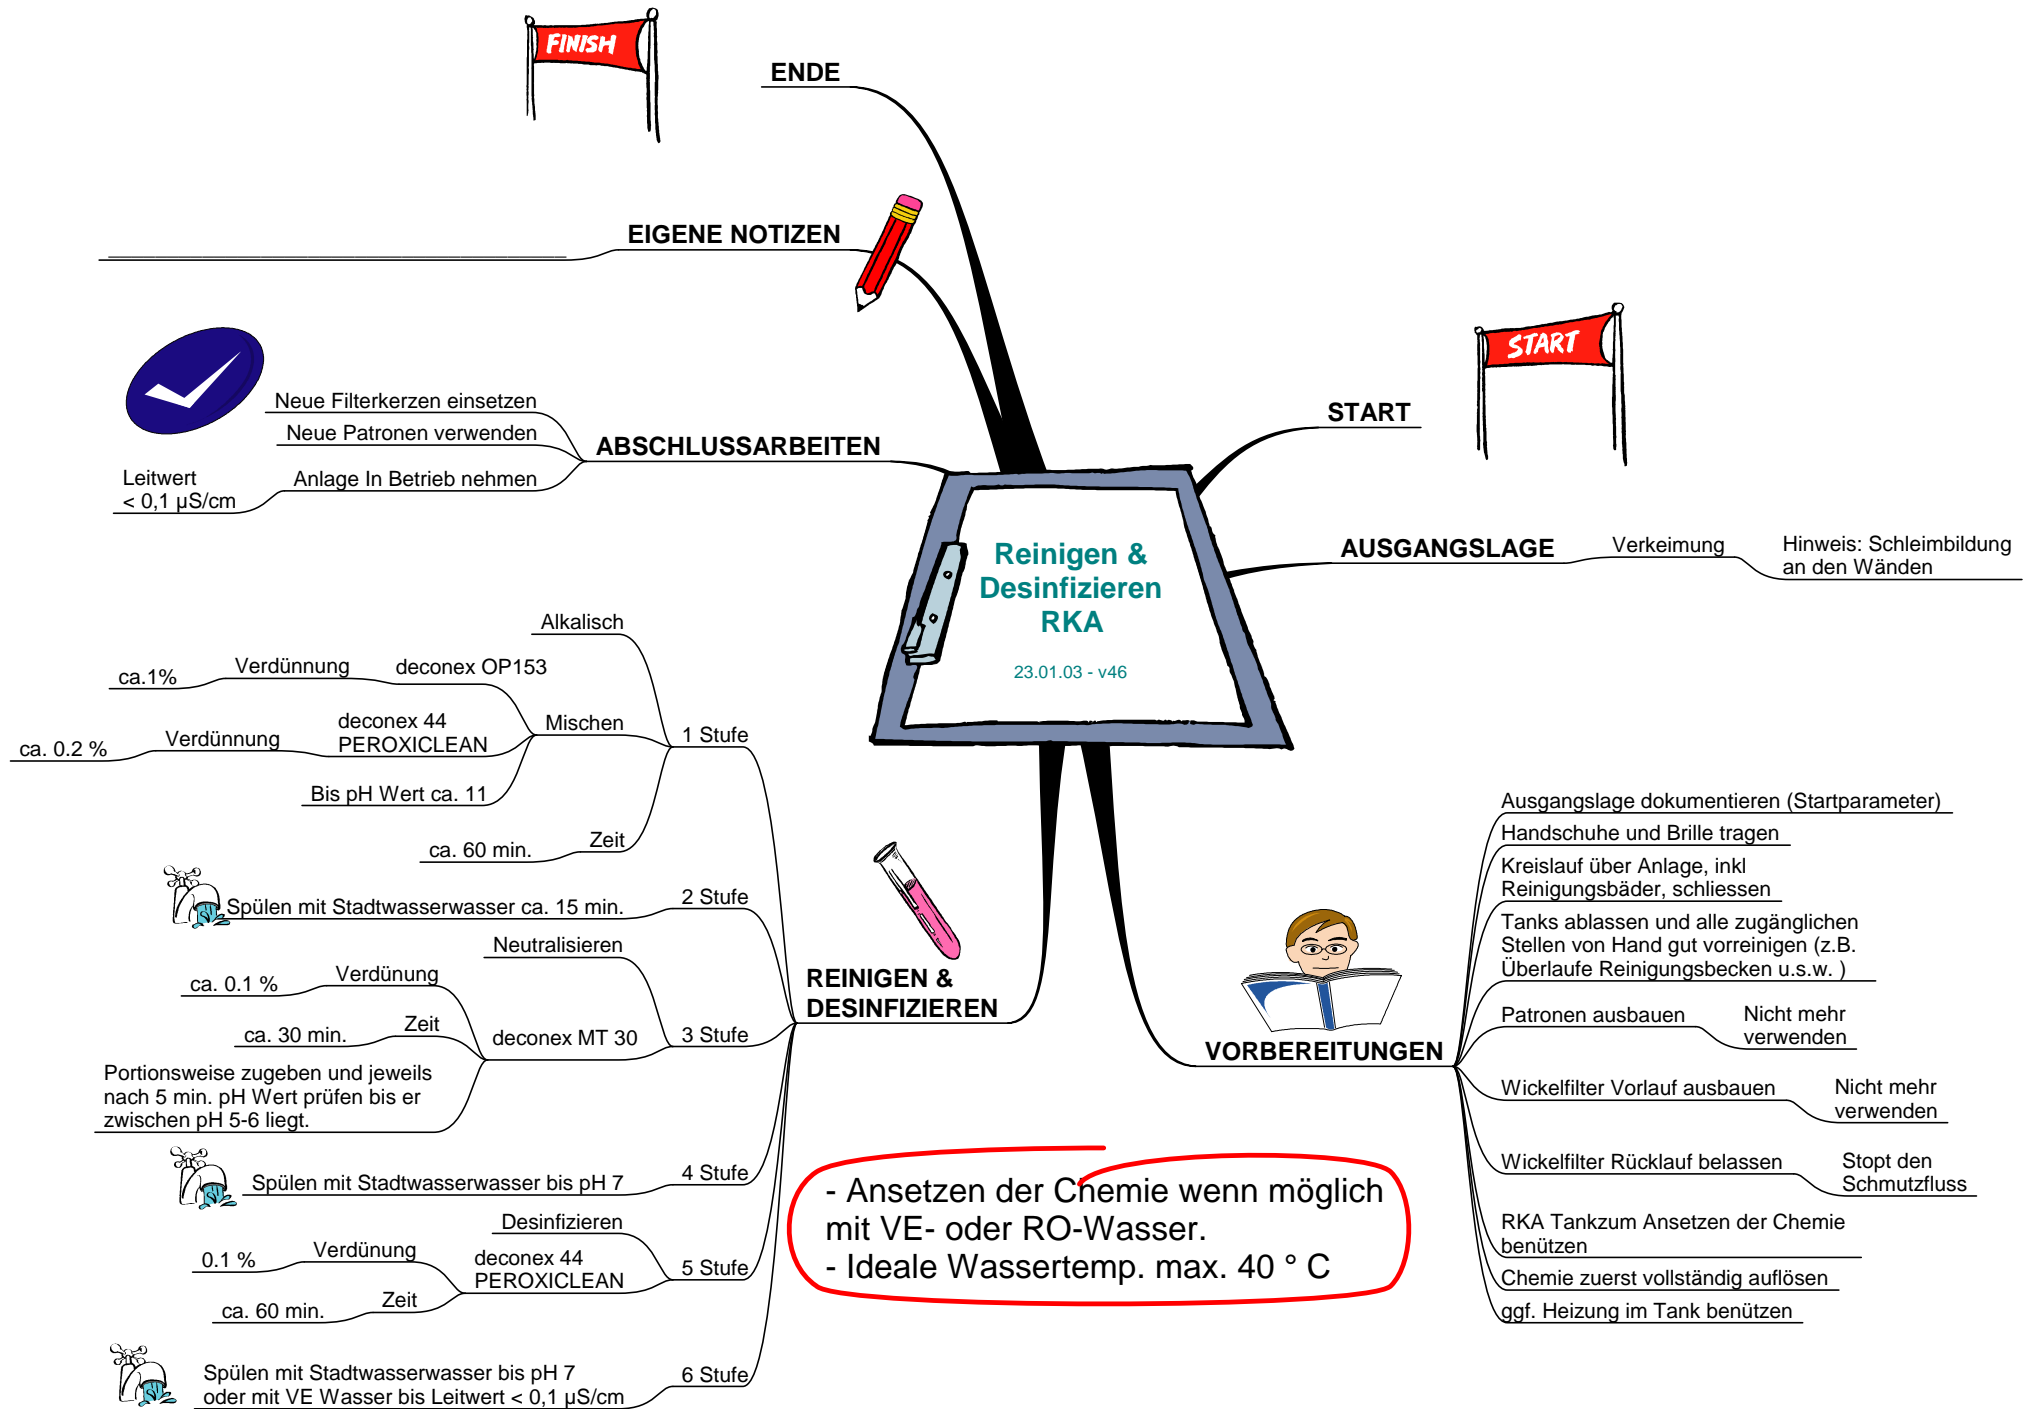 FINISH
ENDE
EIGENE NOTIZEN
_______________________________________
START
START
Neue Filterkerzen einsetzen
Neue Patronen verwenden
ABSCHLUSSARBEITEN
Leitwert
< 0,1 µS/cm
Anlage In Betrieb nehmen
Reinigen &
Desinfizieren
RKA
23.01.03 - v46
AUSGANGSLAGE
Verkeimung
Hinweis: Schleimbildung
an den Wänden
Alkalisch
ca.1%
Verdünnung
deconex OP153
ca. 0.2 %
Verdünnung
deconex 44
PEROXICLEAN
Mischen
1 Stufe
Bis pH Wert ca. 11
ca. 60 min.
Zeit
Spülen mit Stadtwasserwasser ca. 15 min.
2 Stufe
Neutralisieren
ca. 0.1 %
Verdünung
ca. 30 min.
Zeit
deconex MT 30
3 Stufe
Portionsweise zugeben und jeweils
nach 5 min. pH Wert prüfen bis er
zwischen pH 5-6 liegt.
REINIGEN &
DESINFIZIEREN
Spülen mit Stadtwasserwasser bis pH 7
4 Stufe
Desinfizieren
0.1 %
Verdünung
deconex 44
PEROXICLEAN
5 Stufe
ca. 60 min.
Zeit
Spülen mit Stadtwasserwasser bis pH 7
oder mit VE Wasser bis Leitwert < 0,1 µS/cm
6 Stufe
- Ansetzen der Chemie wenn möglich
mit VE- oder RO-Wasser.
- Ideale Wassertemp. max. 40 ° C
VORBEREITUNGEN
Ausgangslage dokumentieren (Startparameter)
Handschuhe und Brille tragen
Kreislauf über Anlage, inkl
Reinigungsbäder, schliessen
Tanks ablassen und alle zugänglichen
Stellen von Hand gut vorreinigen (z.B.
Überlaufe Reinigungsbecken u.s.w. )
Patronen ausbauen
Nicht mehr
verwenden
Wickelfilter Vorlauf ausbauen
Nicht mehr
verwenden
Wickelfilter Rücklauf belassen
Stopt den
Schmutzfluss
RKA Tankzum Ansetzen der Chemie
benützen
Chemie zuerst vollständig auflösen
ggf. Heizung im Tank benützen